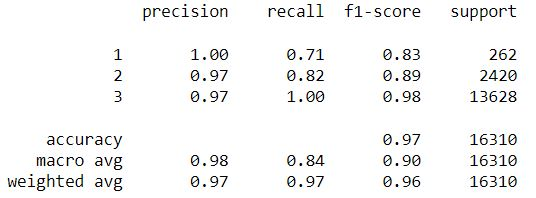 precision recall f1-score support
1 1.00 0.71 0.83 262
2 0.97 0.82 0.89 2420
3 0.97 1.00 0.98 13628
accuracy 0.97 16310
macro avg 0.98 0.84 0.90 16310
weighted avg 0.97 0.97 0.96 16310